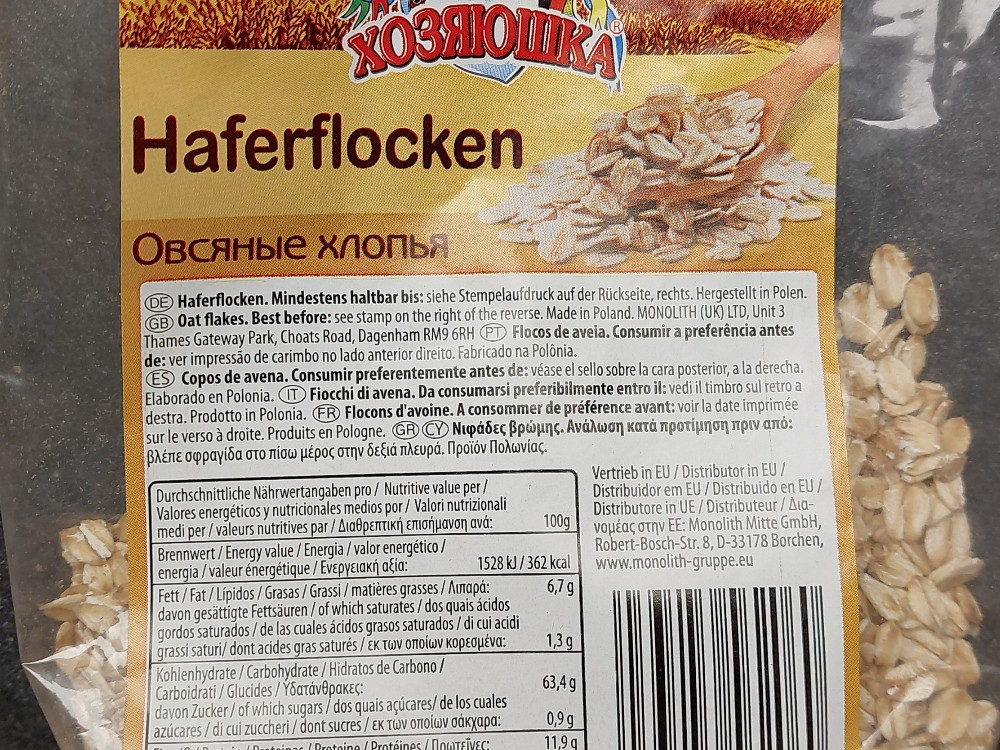 ХОЗЯЮШКА®
Haferflocken
Овсяные хлопья
DE Haferflocken. Mindestens haltbar bis: siehe Stempelaufdruck auf der Rückseite, rechts. Hergestellt in Polen.
GB Oat flakes. Best before: see stamp on the right of the reverse. Made in Poland. MONOLITH (UK) LTD, Unit 3
Thames Gateway Park, Choats Road, Dagenham RM9 6RH PT Flocos de aveia. Consumir a preferência antes
de: ver impressão de carimbo no lado anterior direito. Fabricado na Polônia.
ES Copos de avena. Consumir preferentemente antes de: véase el sello sobre la cara posterior, a la derecha.
Elaborado en Polonia. IT Fiocchi di avena. Da consumarsi preferibilmente entro il: vedi il timbro sul retro a
destra. Prodotto in Polonia. FR Flocons d'avoine. A consommer de préférence avant: voir la date imprimée
sur le verso à droite. Produits en Pologne. GR CY Νιφάδες βρώμης. Ανάλωση κατά προτίμηση πριν από:
βλέπε σφραγίδα στο πίσω μέρος στην δεξιά πλευρά. Προϊόν Πολωνίας.
Durchschnittliche Nährwertangaben pro / Nutritive value per /
Valores energéticos y nutricionales medios por / Valori nutrizionali
medi per / valeurs nutritives par / Διαθρεπτική επισήμανση ανά: 100g
Brennwert / Energy value / Energia / valor energético /
energia / valeur énergétique / Ενεργειακή αξία: 1528 kJ / 362 kcal
Fett / Fat / Lípidos / Grasas / Grassi / matières grasses / Λιπαρά: 6,7 g
davon gesättigte Fettsäuren / of which saturates / dos quais ácidos
gordos saturados / de las cuales ácidos grasos saturados / di cui acidi
grassi saturi/ dont acides gras saturés / εκ των οποίων κορεσμένα: 1,3 g
Kohlenhydrate / Carbohydrate / Hidratos de Carbono /
Carboidrati / Glucides / Υδατάνθρακες: 63,4 g
davon Zucker / of which sugars / dos quais açúcares/ de los cuales
azúcares / di cui zuccheri / dont sucres / εκ των οποίων σάκχαρα: 0,9 g
Proteinas / Proteine / Protéines / Πρωτεΐνες: 11,9 g
Vertrieb in EU / Distributor in EU /
Distribuidor em EU / Distribuido en EU /
Distributore in UE / Distributeur / Δια-
νομέας στην ΕΕ: Monolith Mitte GmbH,
Robert-Bosch-Str. 8, D-33178 Borchen,
www.monolith-gruppe.eu